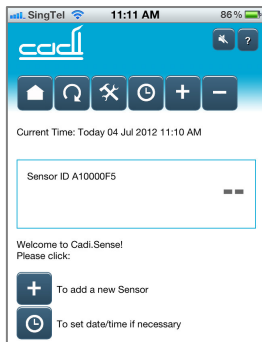 SingTel 11:11 AM 86%
cadi
?
Current Time: Today 04 Jul 2012 11:10 AM
Sensor ID A10000F5
--
Welcome to Cadi.Sense!
Please click:
+ To add a new Sensor
To set date/time if necessary